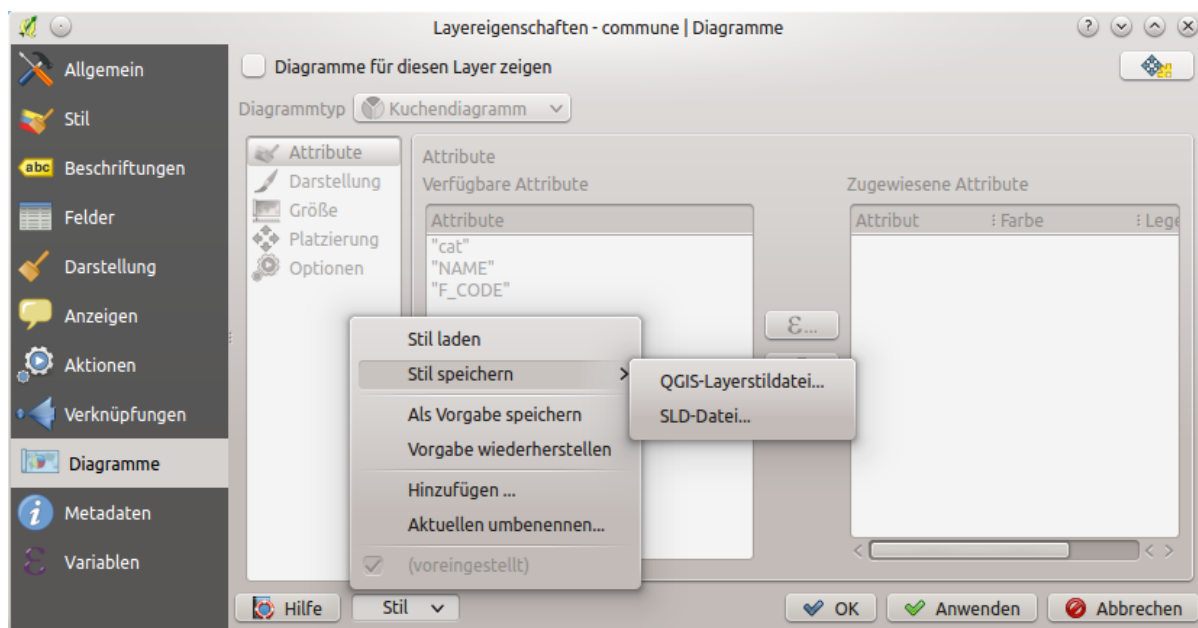 Layereigenschaften - commune | Diagramme
Allgemein
Stil
abc Beschriftungen
Felder
Darstellung
Anzeigen
Aktionen
Verknüpfungen
Diagramme
Metadaten
Variablen
Diagramme für diesen Layer zeigen
Diagrammtyp Kuchendiagramm
Attribute
Darstellung
Größe
Platzierung
Optionen
Attribute
Verfügbare Attribute
Attribute
"cat"
"NAME"
"F_CODE"
ε...
Zugewiesene Attribute
Attribut Farbe Lege
Stil laden
Stil speichern
Als Vorgabe speichern
Vorgabe wiederherstellen
Hinzufügen ...
Aktuellen umbenennen...
(voreingestellt)
QGIS-Layerstildatei...
SLD-Datei...
Hilfe Stil OK Anwenden Abbrechen